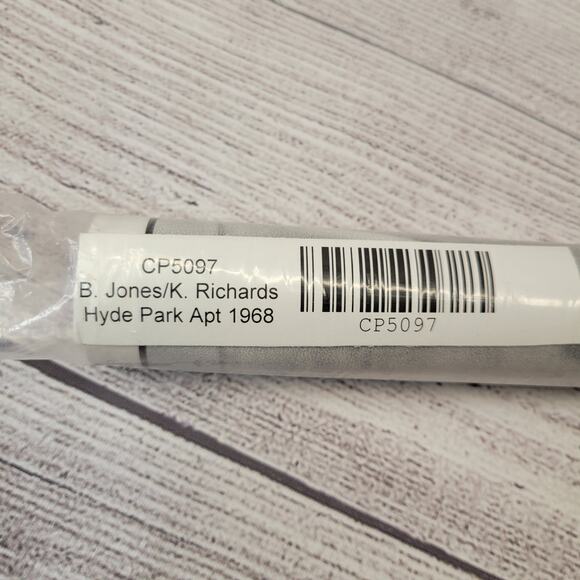 CP5097
B. Jones/K. Richards
Hyde Park Apt 1968
CP5097